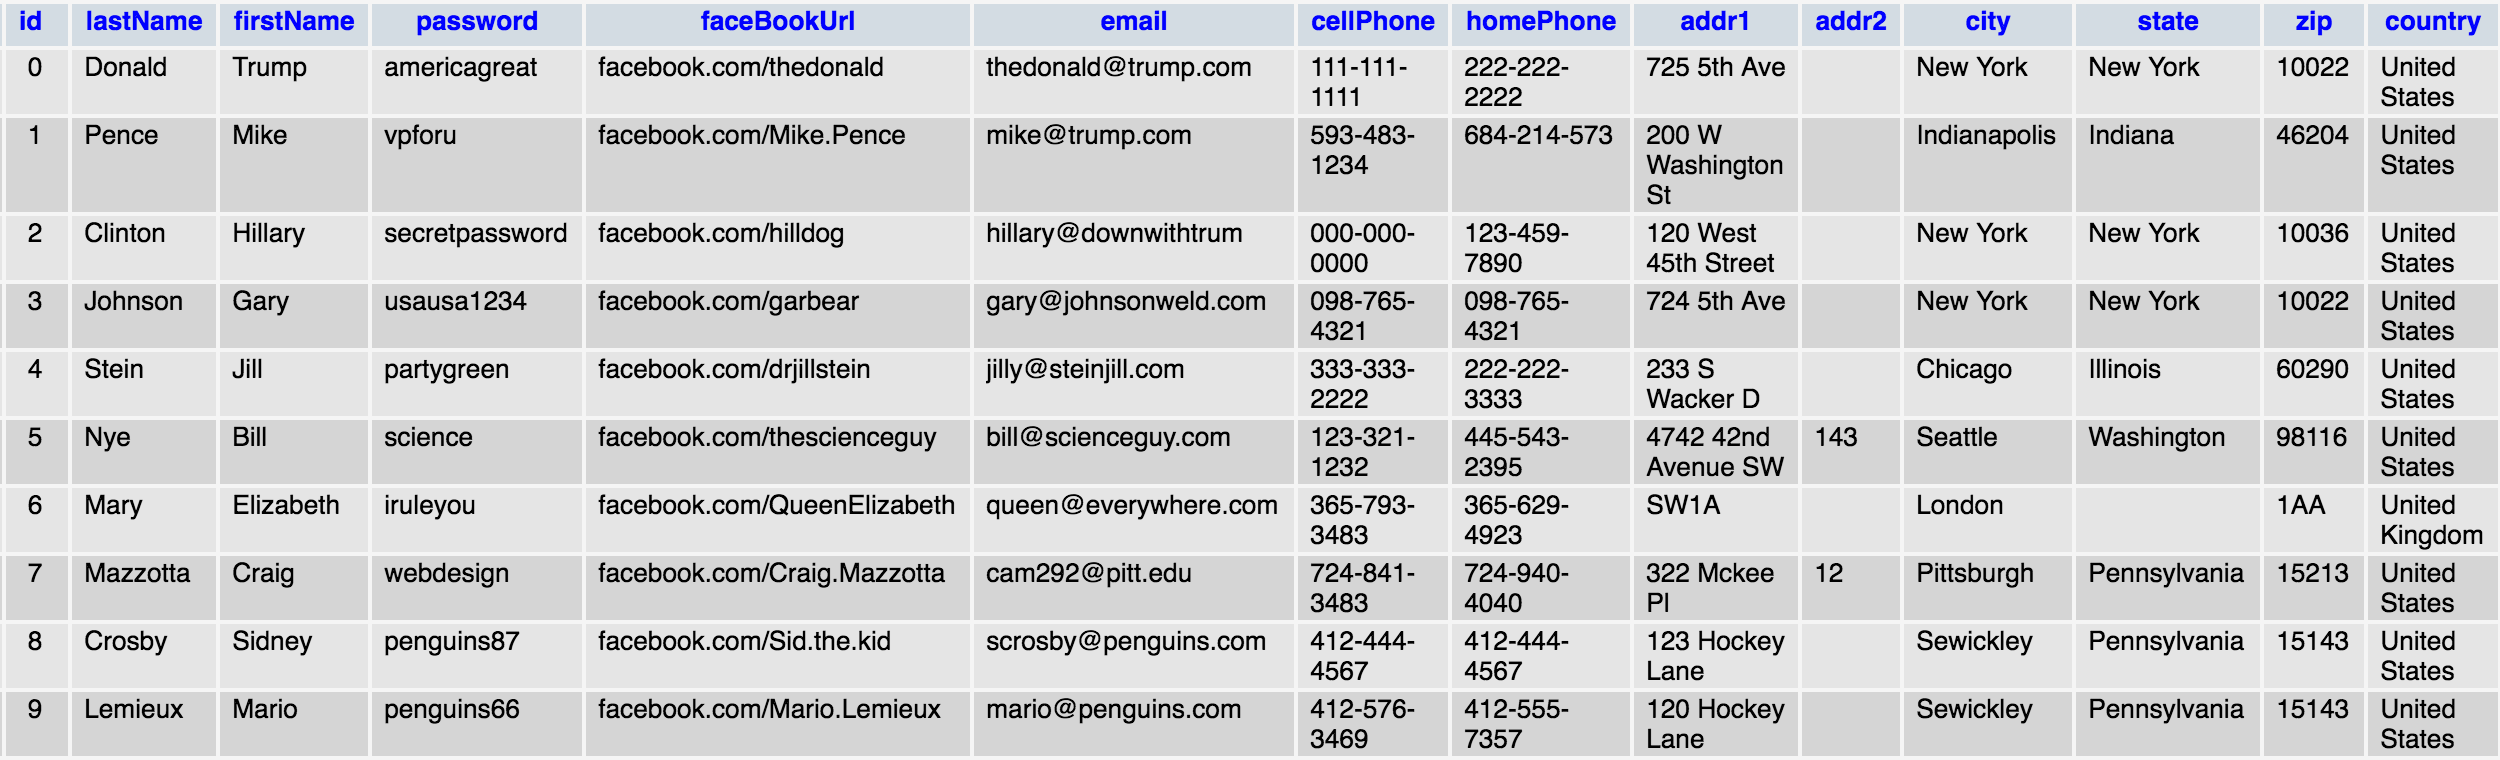 id lastName firstName password faceBookUrl email cellPhone homePhone addr1 addr2 city state zip country
0 Donald Trump americagreat facebook.com/thedonald thedonald@trump.com 111-111- 222-222- 725 5th Ave New York New York 10022 United
1111 2222 States
1 Pence Mike vpforu facebook.com/Mike.Pence mike@trump.com 593-483- 684-214-573 200 W Indianapolis Indiana 46204 United
1234 Washington States
St
2 Clinton Hillary secretpassword facebook.com/hilldog hillary@downwithtrum 000-000- 123-459- 120 West New York New York 10036 United
0000 7890 45th Street States
3 Johnson Gary usausa1234 facebook.com/garbear gary@johnsonweld.com 098-765- 098-765- 724 5th Ave New York New York 10022 United
4321 4321 States
4 Stein Jill partygreen facebook.com/drjillstein jilly@steinjill.com 333-333- 222-222- 233 S Chicago Illinois 60290 United
2222 3333 Wacker D States
5 Nye Bill science facebook.com/thescienceguy bill@scienceguy.com 123-321- 445-543- 4742 42nd 143 Seattle Washington 98116 United
1232 2395 Avenue SW States
6 Mary Elizabeth iruleyou facebook.com/QueenElizabeth queen@everywhere.com 365-793- 365-629- SW1A London 1AA United
3483 4923 Kingdom
7 Mazzotta Craig webdesign facebook.com/Craig.Mazzotta cam292@pitt.edu 724-841- 724-940- 322 Mckee 12 Pittsburgh Pennsylvania 15213 United
3483 4040 Pl States
8 Crosby Sidney penguins87 facebook.com/Sid.the.kid scrosby@penguins.com 412-444- 412-444- 123 Hockey Sewickley Pennsylvania 15143 United
4567 4567 Lane States
9 Lemieux Mario penguins66 facebook.com/Mario.Lemieux mario@penguins.com 412-576- 412-555- 120 Hockey Sewickley Pennsylvania 15143 United
3469 7357 Lane States